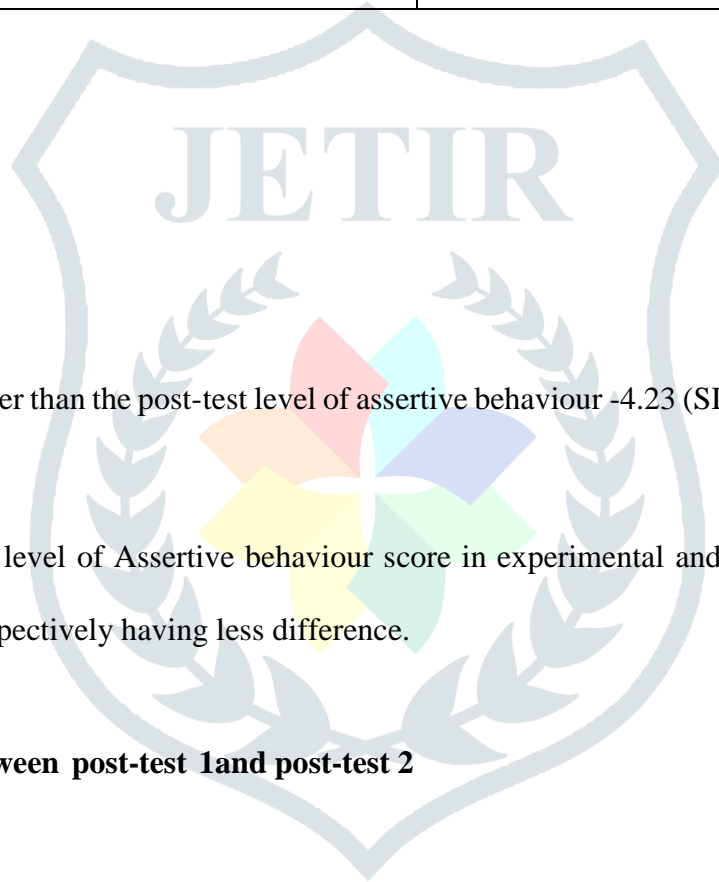 JETIR
er than the post-test level of assertive behaviour -4.23
level of Assertive behaviour score in experimental and
pectively having less difference.
ween post-test 1and post-test 2